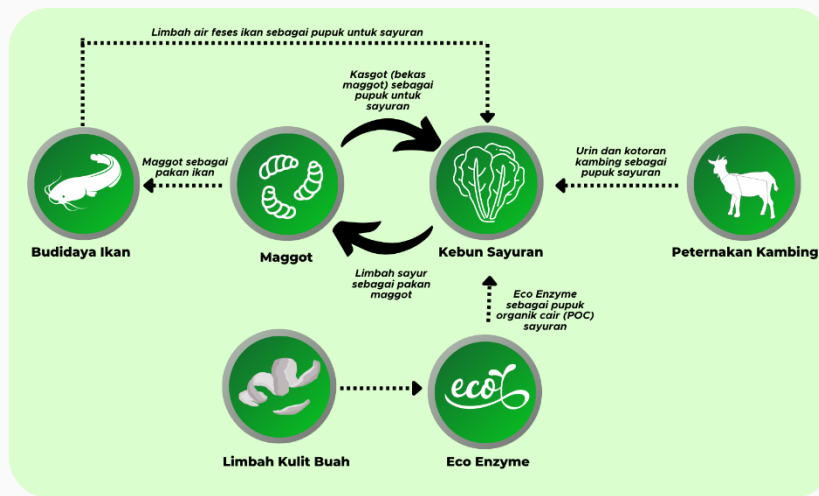 Limbah air feses ikan sebagai pupuk untuk sayuran
Kasgot (bekas
maggot) sebagai
pupuk untuk
sayuran
Maggot sebagai
pakan ikan
Urin dan kotoran
kambing sebagai
pupuk sayuran
Budidaya Ikan
Maggot
Kebun Sayuran
Peternakan Kambing
Limbah sayur
sebagai pakan
maggot
Eco Enzyme
sebagai pupuk
organik cair (POC)
sayuran
eco
Limbah Kulit Buah
Eco Enzyme